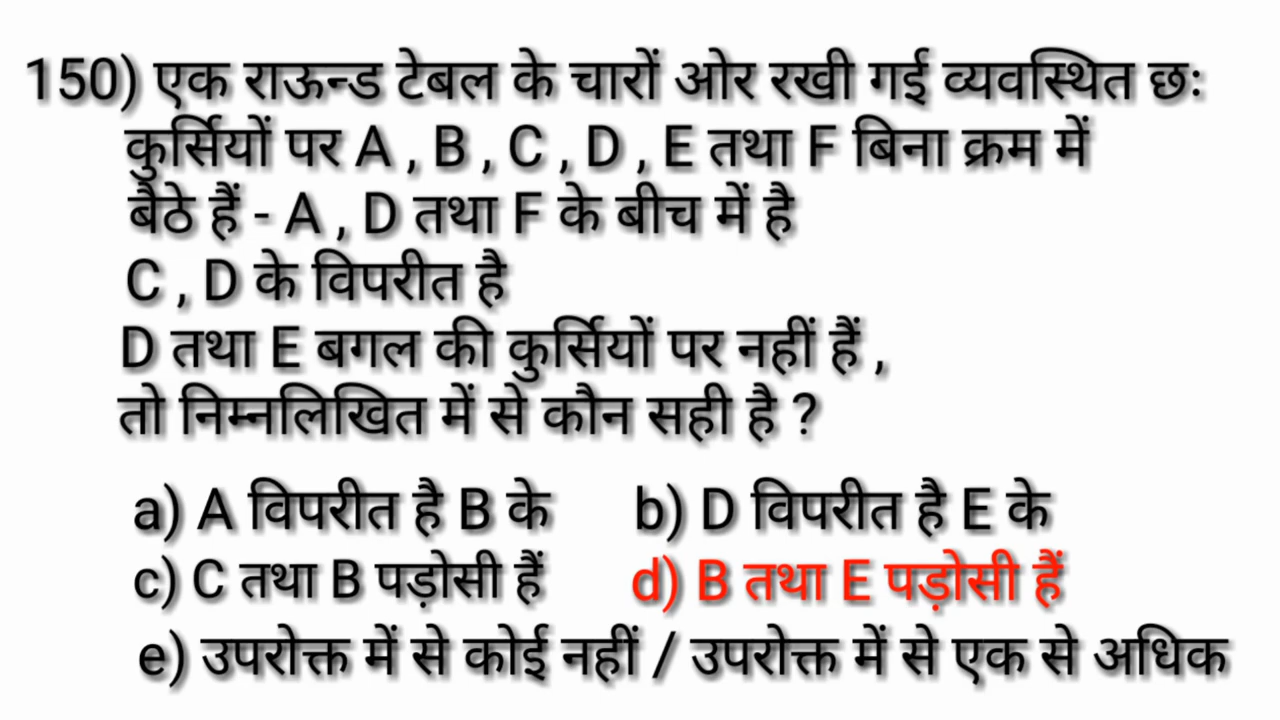 150) एक राऊन्ड टेबल के चारों ओर रखी गई व्यवस्थित छः
कुर्सियों पर A , B , C , D , E तथा F बिना क्रम में
बैठे हैं - A , D तथा F के बीच में है
C , D के विपरीत है
D तथा E बगल की कुर्सियों पर नहीं हैं ,
तो निम्नलिखित में से कौन सही है ?
a) A विपरीत है B के b) D विपरीत है E के
c) C तथा B पड़ोसी हैं d) B तथा E पड़ोसी हैं
e) उपरोक्त में से कोई नहीं / उपरोक्त में से एक से अधिक